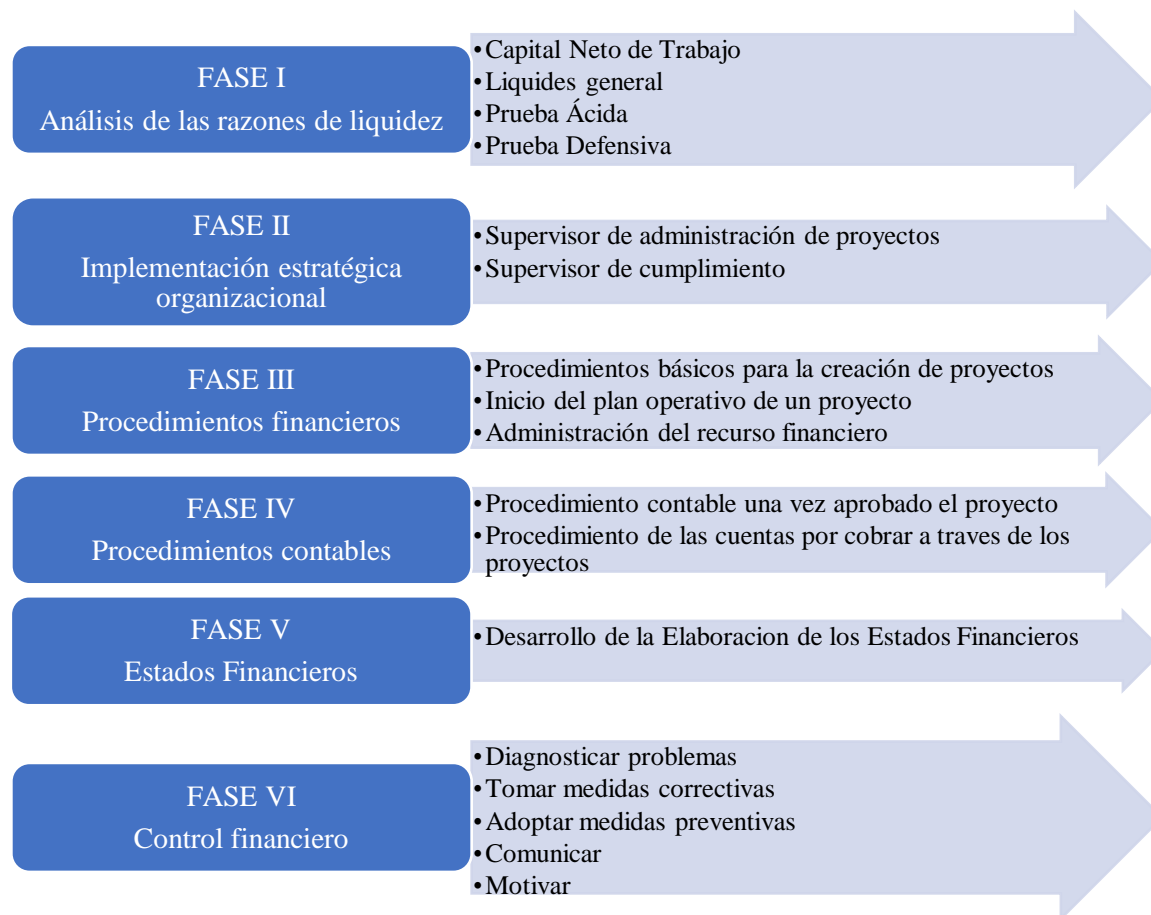 FASE I
Análisis de las razones de liquidez
•Capital Neto de Trabajo
•Liquides general
•Prueba Ácida
•Prueba Defensiva
FASE II
Implementación estratégica
organizacional
•Supervisor de administración de proyectos
•Supervisor de cumplimiento
FASE III
Procedimientos financieros
•Procedimientos básicos para la creación de proyectos
•Inicio del plan operativo de un proyecto
•Administración del recurso financiero
FASE IV
Procedimientos contables
•Procedimiento contable una vez aprobado el proyecto
•Procedimiento de las cuentas por cobrar a traves de los
proyectos
FASE V
Estados Financieros
•Desarrollo de la Elaboracion de los Estados Financieros
FASE VI
Control financiero
•Diagnosticar problemas
•Tomar medidas correctivas
•Adoptar medidas preventivas
•Comunicar
•Motivar